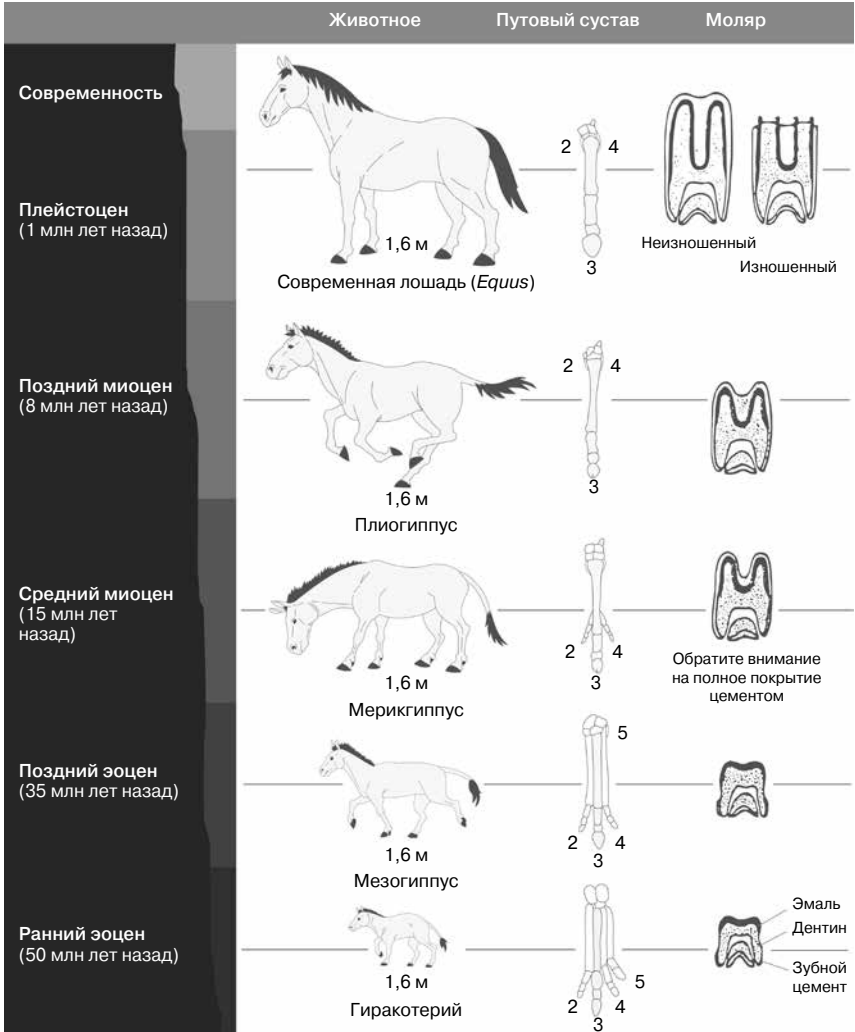 Животное Путовый сустав Моляр
Современность
2 4
Плейстоцен
(1 млн лет назад)
1,6 м
3
Неизношенный
Изношенный
Современная лошадь (Equus)
Поздний миоцен
(8 млн лет назад)
2 4
3
1,6 м
Плиогиппус
Средний миоцен
(15 млн лет
назад)
2 4
3
1,6 м
Мерикгиппус
Обратите внимание
на полное покрытие
цементом
Поздний эоцен
(35 млн лет назад)
5
2 4
3
1,6 м
Мезогиппус
Ранний эоцен
(50 млн лет назад)
Эмаль
Дентин
Зубной
цемент
1,6 м
5
2 4
3
Гиракотерий